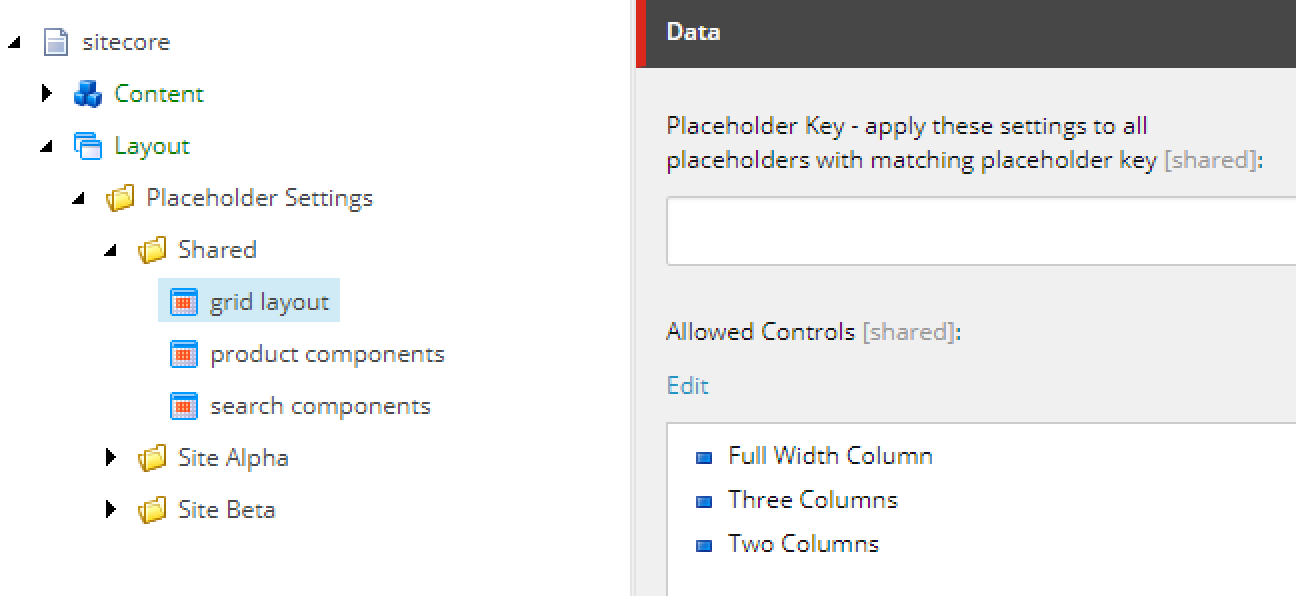 sitecore
Content
Layout
Placeholder Settings
Shared
grid layout
product components
search components
Site Alpha
Site Beta
Data
Placeholder Key - apply these settings to all
placeholders with matching placeholder key [shared]:
Allowed Controls [shared]:
Edit
Full Width Column
Three Columns
Two Columns